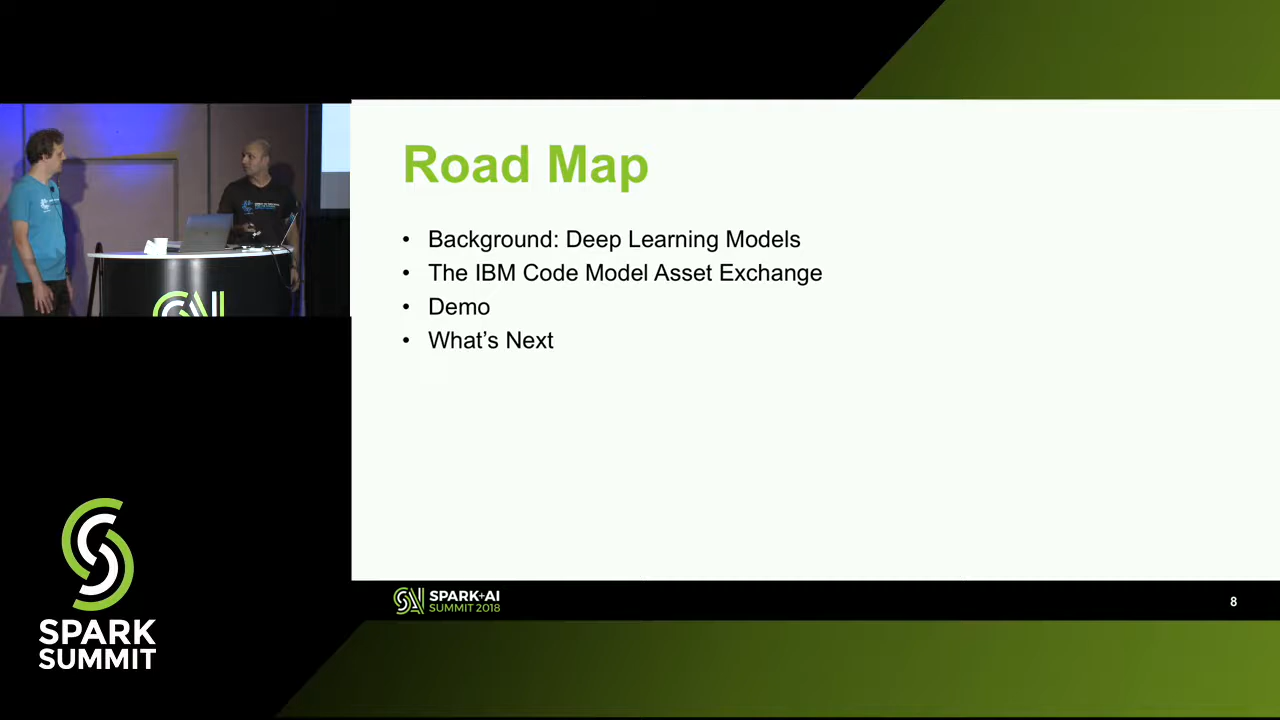 Road Map
• Background: Deep Learning Models
• The IBM Code Model Asset Exchange
• Demo
• What’s Next
SPARK+AI
SUMMIT 2018
8
SPARK
SUMMIT